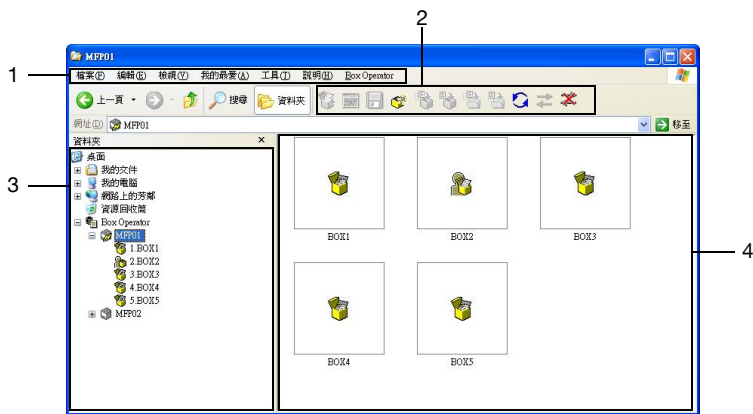 2
MFP01
1
檔案(F) 編輯(E) 檢視(V) 我的最愛(A) 工具(T) 說明(H) Box Operator
上一頁 搜尋 資料夾
網址(D) MFP01 移至
資料夾 ×
3
桌面
我的文件
我的電腦
網路上的芳鄰
資源回收筒
Box Operator
MFP01
1.BOX1
2.BOX2
3.BOX3
4.BOX4
5.BOX5
MFP02
BOX1 BOX2 BOX3
4
BOX4 BOX5